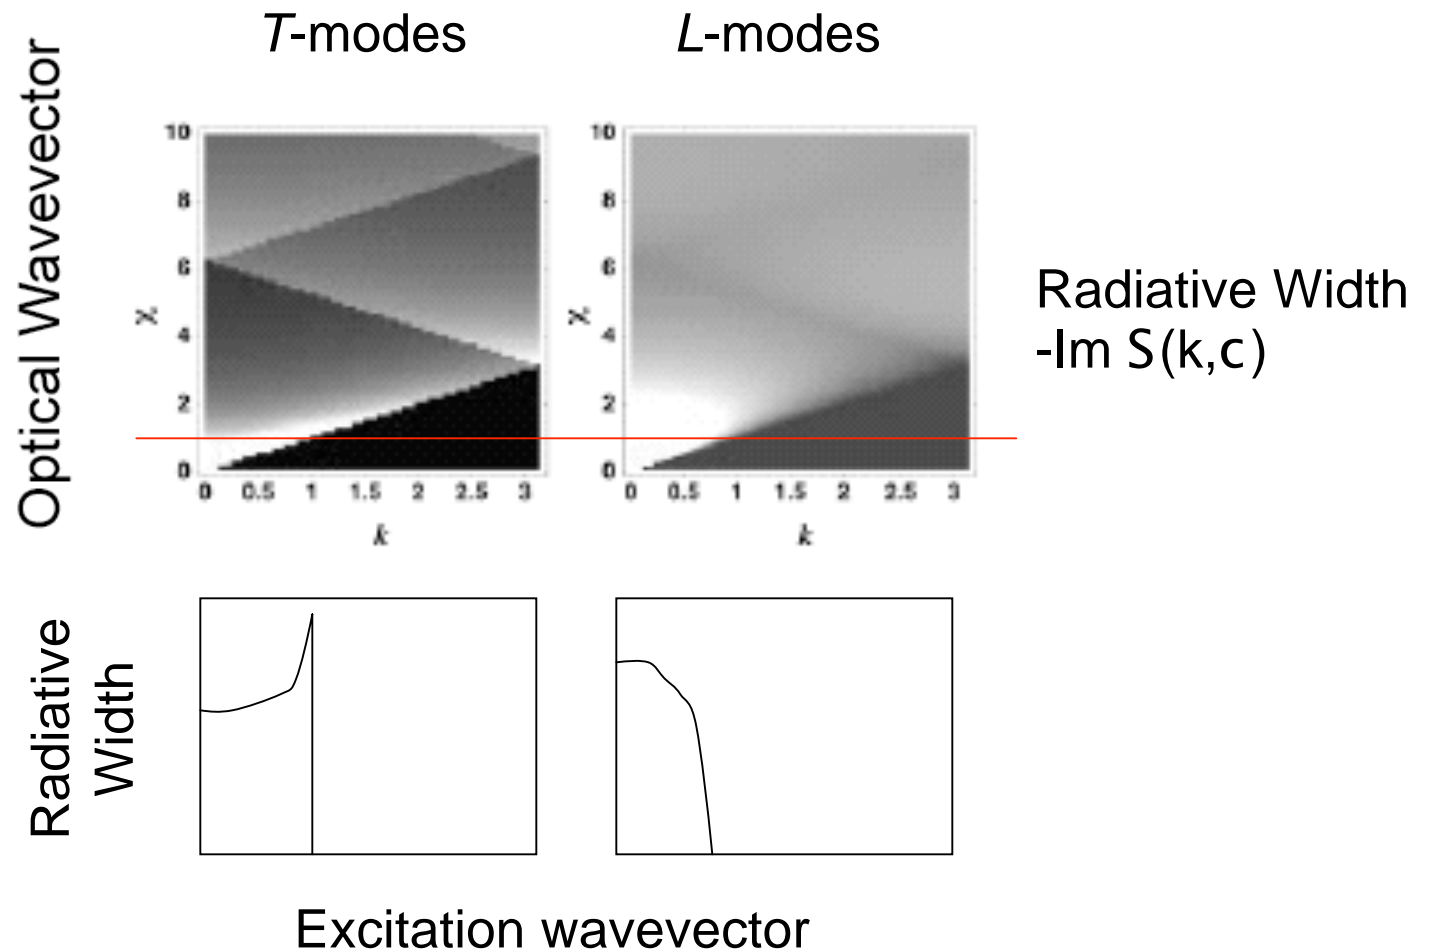 T-modes
L-modes
Optical Wavevector
10
8
6
4
2
0
χ
0 0.5 1 1.5 2 2.5 3
k
10
8
6
4
2
0
χ
0 0.5 1 1.5 2 2.5 3
k
Radiative Width
-Im S(k,c)
Radiative
Width
Excitation wavevector